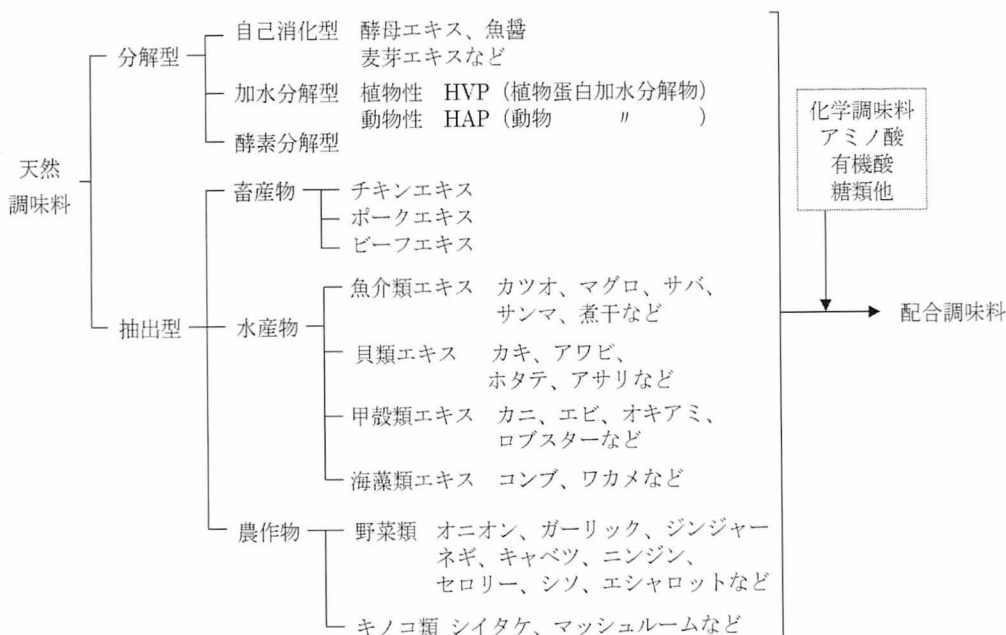 天然
調味料
分解型
自己消化型 酵母エキス、魚醤
麦芽エキスなど
加水分解型 植物性 HVP（植物蛋白加水分解物）
動物性 HAP（動物 〃 ）
酵素分解型
抽出型
畜産物
チキンエキス
ポークエキス
ビーフエキス
水産物
魚介類エキス カツオ、マグロ、サバ、
サンマ、煮干など
貝類エキス カキ、アワビ、
ホタテ、アサリなど
甲殻類エキス カニ、エビ、オキアミ、
ロブスターなど
海藻類エキス コンブ、ワカメなど
農作物
野菜類 オニオン、ガーリック、ジンジャー
ネギ、キャベツ、ニンジン、
セロリー、シソ、エシャロットなど
キノコ類 シイタケ、マッシュルームなど
化学調味料
アミノ酸
有機酸
糖類他
配合調味料